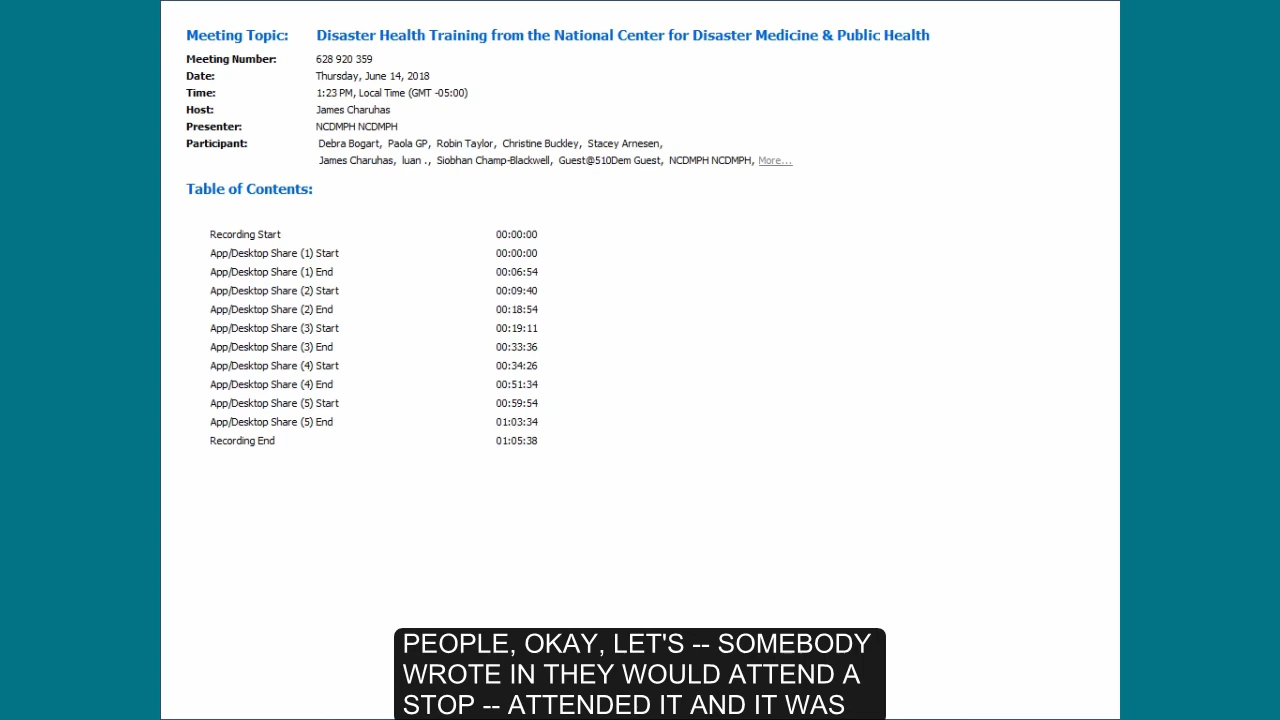 Meeting Topic: Disaster Health Training from the National Center for Disaster Medicine & Public Health
Meeting Number: 628 920 359
Date: Thursday, June 14, 2018
Time: 1:23 PM, Local Time (GMT -05:00)
Host: James Charuhas
Presenter: NCDMPH NCDMPH
Participant: Debra Bogart, Paola GP, Robin Taylor, Christine Buckley, Stacey Arnesen,
James Charuhas, luan ., Siobhan Champ-Blackwell, Guest@510Dem Guest, NCDMPH NCDMPH, More...
Table of Contents:
Recording Start 00:00:00
App/Desktop Share (1) Start 00:00:00
App/Desktop Share (1) End 00:06:54
App/Desktop Share (2) Start 00:09:40
App/Desktop Share (2) End 00:18:54
App/Desktop Share (3) Start 00:19:11
App/Desktop Share (3) End 00:33:36
App/Desktop Share (4) Start 00:34:26
App/Desktop Share (4) End 00:51:34
App/Desktop Share (5) Start 00:59:54
App/Desktop Share (5) End 01:03:34
Recording End 01:05:38
PEOPLE, OKAY, LET'S -- SOMEBODY
WROTE IN THEY WOULD ATTEND A
STOP -- ATTENDED IT AND IT WAS